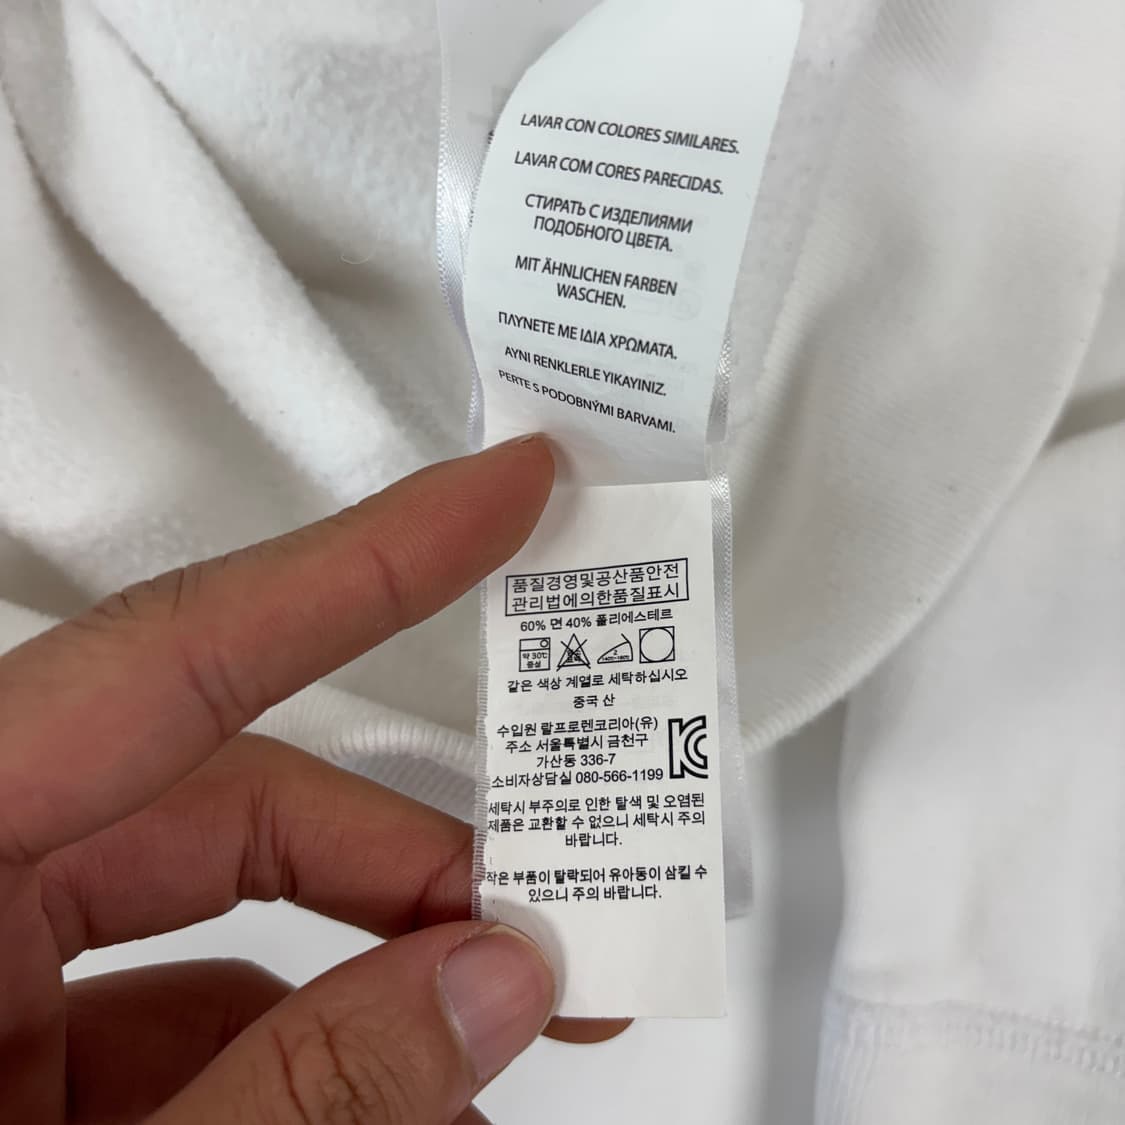 LAVAR CON COLORES SIMILARES.
LAVAR COM CORES PARECIDAS.
СТИРАТЬ С ИЗДЕЛИЯМИ
ПОДОБНОГО ЦВЕТА.
MIT ÄHNLICHEN FARBEN
WASCHEN.
ΠΛΥΝΕΤΕ ΜΕ ΙΔΙΑ ΧΡΩΜΑΤΑ.
AYNI RENKLERLE YIKAYINIZ.
PERTE S PODOBNÝMI BARVAMI.
품질경영및공산품안전
관리법에의한품질표시
60% 면 40% 폴리에스테르
약 30℃
중성
같은 색상 계열로 세탁하십시오
중국 산
수입원 랄프로렌코리아(유)
주소 서울특별시 금천구
가산동 336-7
소비자상담실 080-566-1199
세탁시 부주의로 인한 탈색 및 오염된
제품은 교환할 수 없으니 세탁시 주의
바랍니다.
작은 부품이 탈락되어 유아동이 삼킬 수
있으니 주의 바랍니다.